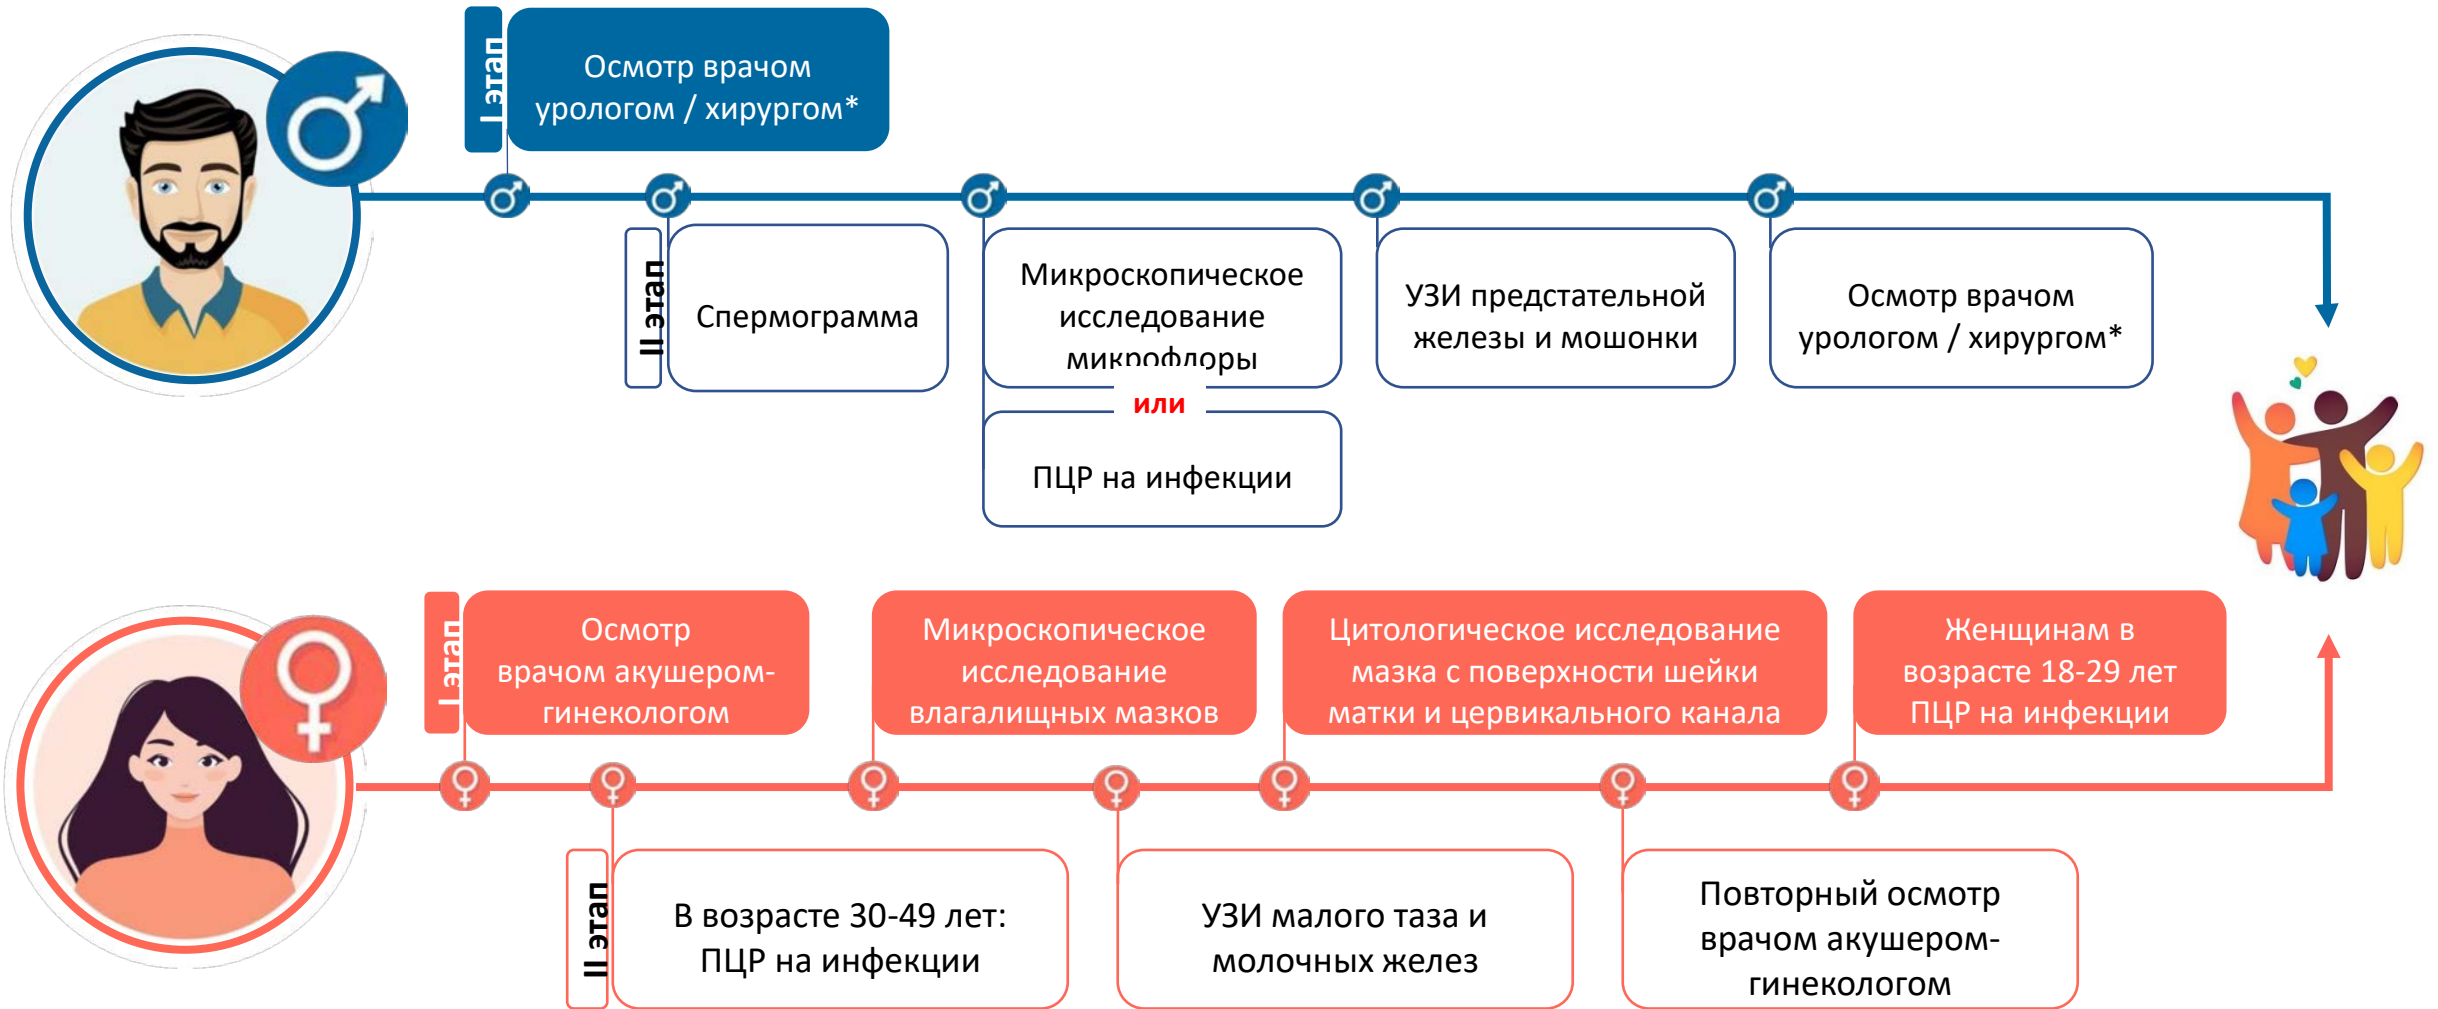 I этап
Осмотр врачом
урологом / хирургом*
II этап
Спермограмма
Микроскопическое
исследование
микрофлоры
или
ПЦР на инфекции
УЗИ предстательной
железы и мошонки
Осмотр врачом
урологом / хирургом*
I этап
Осмотр
врачом акушером-
гинекологом
Микроскопическое
исследование
влагалищных мазков
Цитологическое исследование
мазка с поверхности шейки
матки и цервикального канала
Женщинам в
возрасте 18-29 лет
ПЦР на инфекции
II этап
В возрасте 30-49 лет:
ПЦР на инфекции
УЗИ малого таза и
молочных желез
Повторный осмотр
врачом акушером-
гинекологом